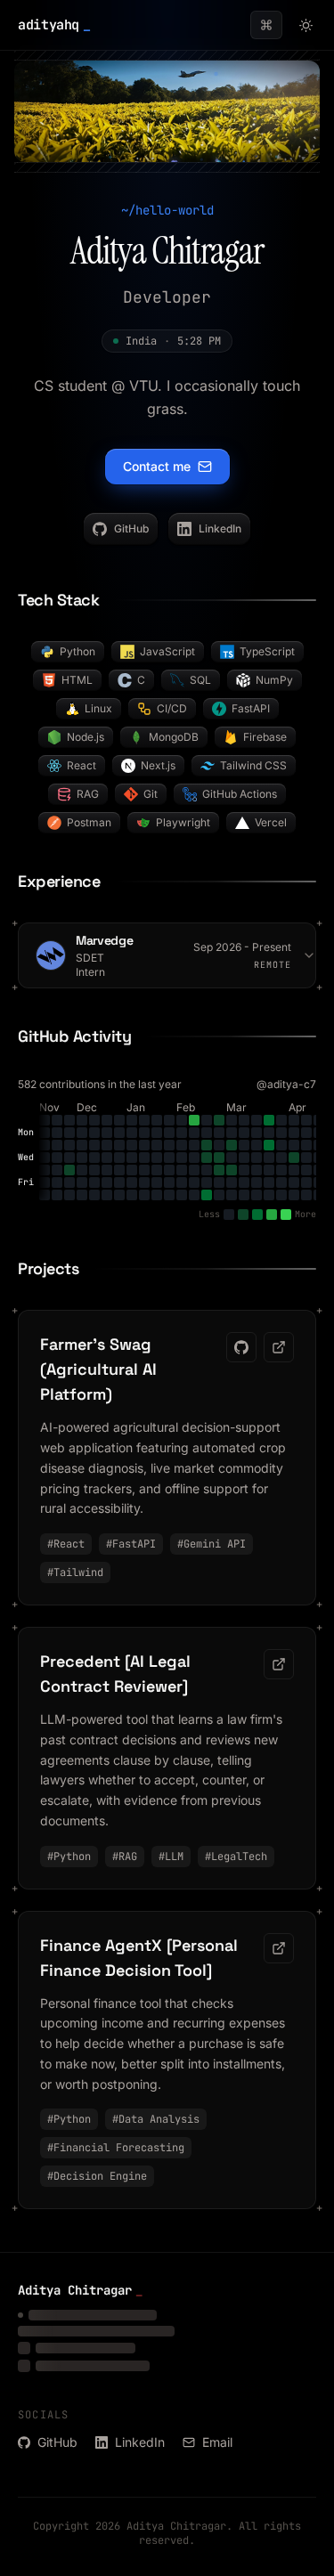 adityahq _
⌘
~/hello-world
Aditya Chitragar
Developer
India · 5:28 PM
CS student @ VTU. I occasionally touch
grass.
Contact me
GitHub LinkedIn
Tech Stack
Python JavaScript TypeScript
HTML C SQL NumPy
Linux CI/CD FastAPI
Node.js MongoDB Firebase
React Next.js Tailwind CSS
RAG Git GitHub Actions
Postman Playwright Vercel
Experience
Marvedge
SDET
Intern
Sep 2026 - Present
REMOTE
GitHub Activity
582 contributions in the last year @aditya-c7
Nov Dec Jan Feb Mar Apr
Mon
Wed
Fri
Less More
Projects
Farmer's Swag
(Agricultural AI
Platform)
AI-powered agricultural decision-support
web application featuring automated crop
disease diagnosis, live market commodity
pricing trackers, and offline support for
rural accessibility.
#React #FastAPI #Gemini API
#Tailwind
Precedent [AI Legal
Contract Reviewer]
LLM-powered tool that learns a law firm's
past contract decisions and reviews new
agreements clause by clause, telling
lawyers whether to accept, counter, or
escalate, with evidence from previous
documents.
#Python #RAG #LLM #LegalTech
Finance AgentX [Personal
Finance Decision Tool]
Personal finance tool that checks
upcoming income and recurring expenses
to help decide whether a purchase is safe
to make now, better split into installments,
or worth postponing.
#Python #Data Analysis
#Financial Forecasting
#Decision Engine
Aditya Chitragar _
SOCIALS
GitHub LinkedIn Email
Copyright 2026 Aditya Chitragar. All rights
reserved.